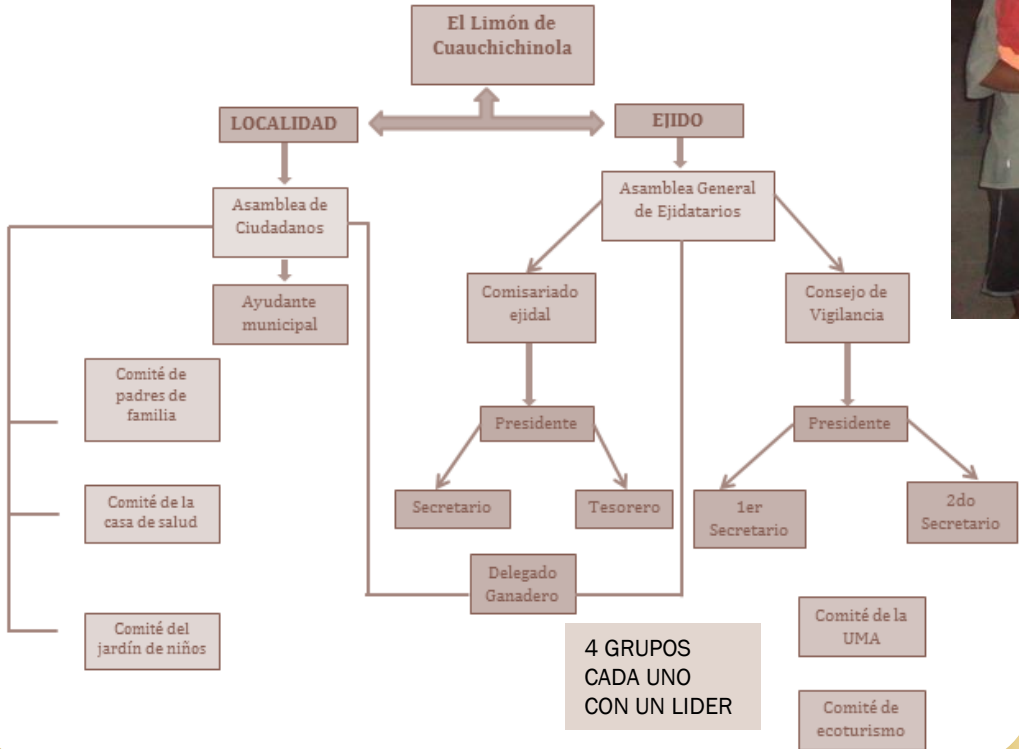 El Limón de
Cuauchichinola
LOCALIDAD
EJIDO
Asamblea de
Ciudadanos
Asamblea General
de Ejidatarios
Ayudante
municipal
Comisariado
ejidal
Consejo de
Vigilancia
Comité de
padres de
familia
Presidente
Presidente
Comité de la
casa de salud
Secretario
Tesorero
1er
Secretario
2do
Secretario
Delegado
Ganadero
Comité del
jardín de niños
4 GRUPOS
CADA UNO
CON UN LIDER
Comité de la
UMA
Comité de
ecoturismo